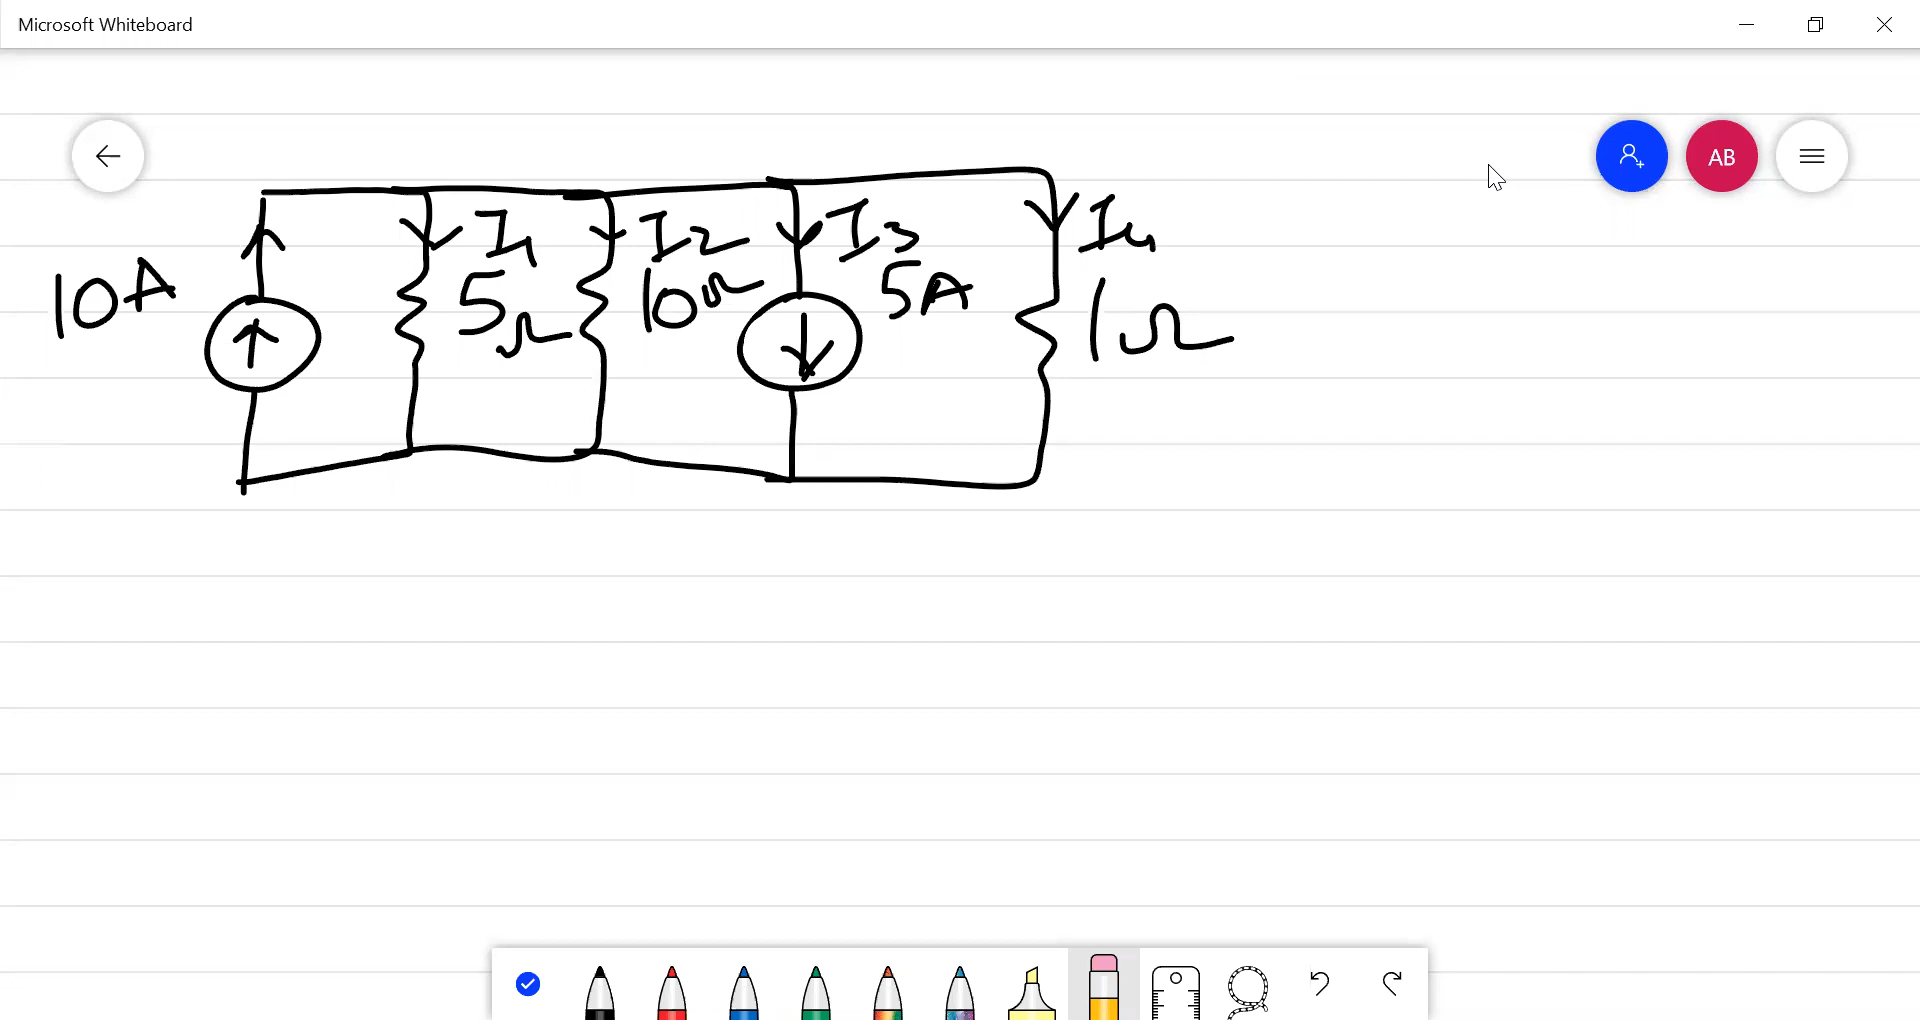 Microsoft Whiteboard
AB
10A
I1
5Ω
I2
10Ω
I3
5A
I4
1Ω